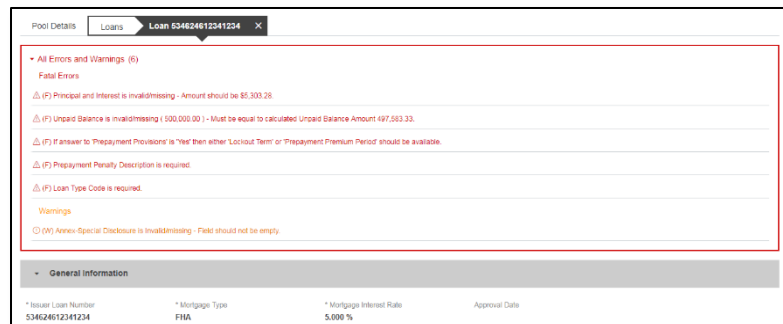 Pool Details Loans Loan 534624612341234 X
All Errors and Warnings (6)
Fatal Errors
(F) Principal and Interest is invalid/missing - Amount should be $5,303.28.
(F) Unpaid Balance is invalid/missing ( 500,000.00 ) - Must be equal to calculated Unpaid Balance Amount 497,583.33.
(F) If answer to 'Prepayment Provisions' is 'Yes' then either 'Lockout Term' or 'Prepayment Premium Period' should be available.
(F) Prepayment Penalty Description is required.
(F) Loan Type Code is required.
Warnings
(W) Annex-Special Disclosure is Invalid/missing - Field should not be empty.
General Information
* Issuer Loan Number * Mortgage Type * Mortgage Interest Rate Approval Date
534624612341234 FHA 5.000 %